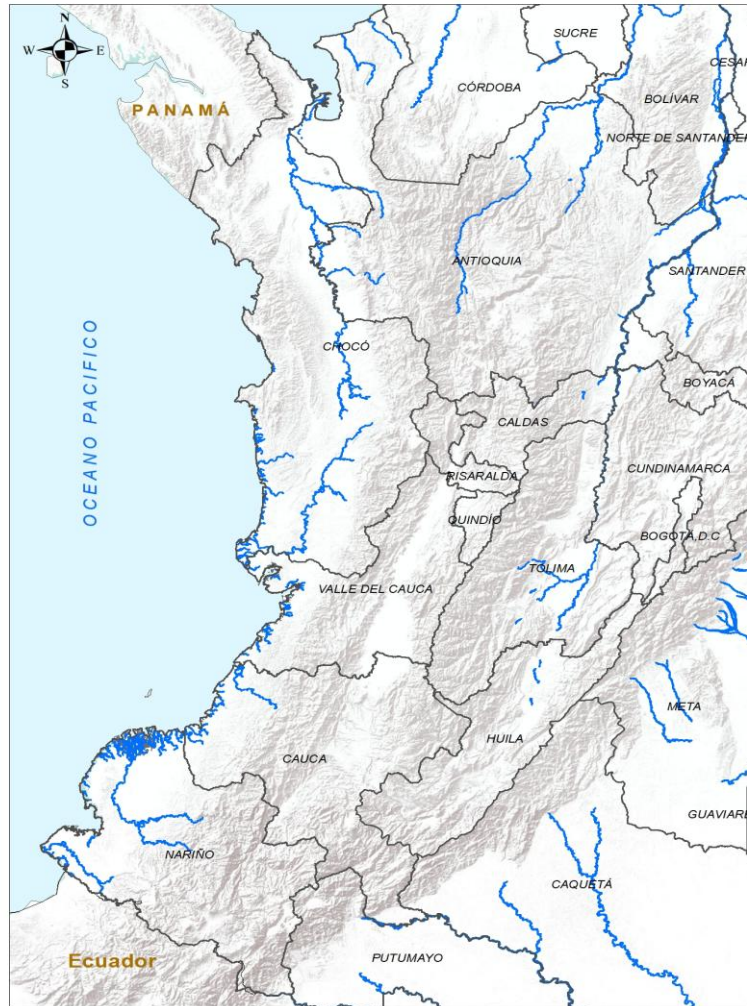 N
W E
S
PANAMÁ
SUCRE
CÓRDOBA
CESAR
BOLÍVAR
NORTE DE SANTANDER
ANTIOQUIA
SANTANDER
OCEANO PACIFICO
CHOCÓ
BOYACÁ
CALDAS
CUNDINAMARCA
RISARALDA
QUINDÍO
BOGOTÁ, D.C
TOLIMA
VALLE DEL CAUCA
META
HUILA
CAUCA
GUAVIARE
NARIÑO
CAQUETÁ
Ecuador
PUTUMAYO